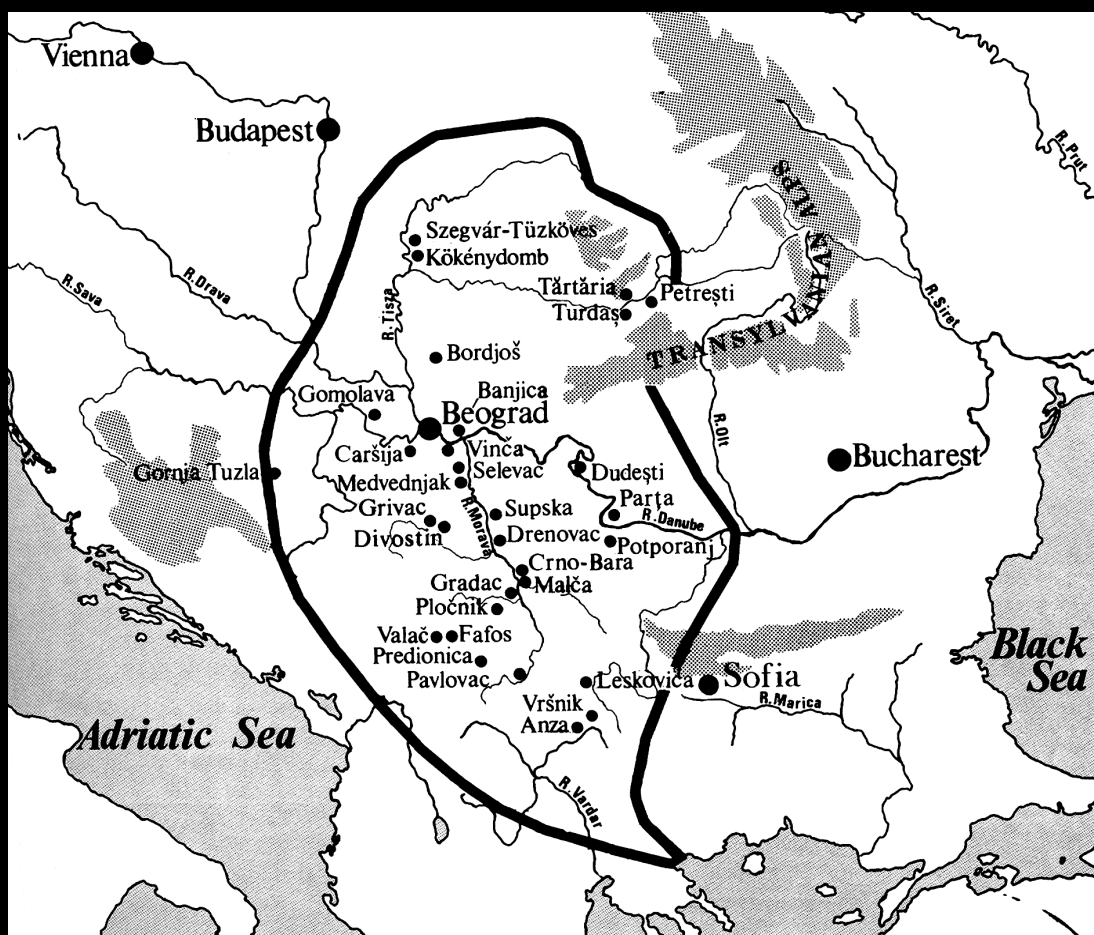 Vienna
Budapest
R. Prut
TRANSYLVANIAN ALPS
Szegvár-Tüzköves
Kökénydomb
R. Drava
R. Sava
R. Tisza
Tărtăria
Petrești
Turdaș
R. Siret
Bordjoš
Banjica
Gomolava
Beograd
R. Olt
Caršija
Vinča
Selevac
Bucharest
Gornja Tuzla
Medvednjak
Dudești
Grivac
Supska
Parța
R. Danube
Divostin
R. Morava
Drenovac
Potporanj
Crno-Bara
Gradac
Malča
Pločnik
Valač
Fafos
Predionica
Pavlovac
Leskovica
Sofia
Black
Sea
R. Marica
Vršnik
Anza
Adriatic Sea
R. Vardar